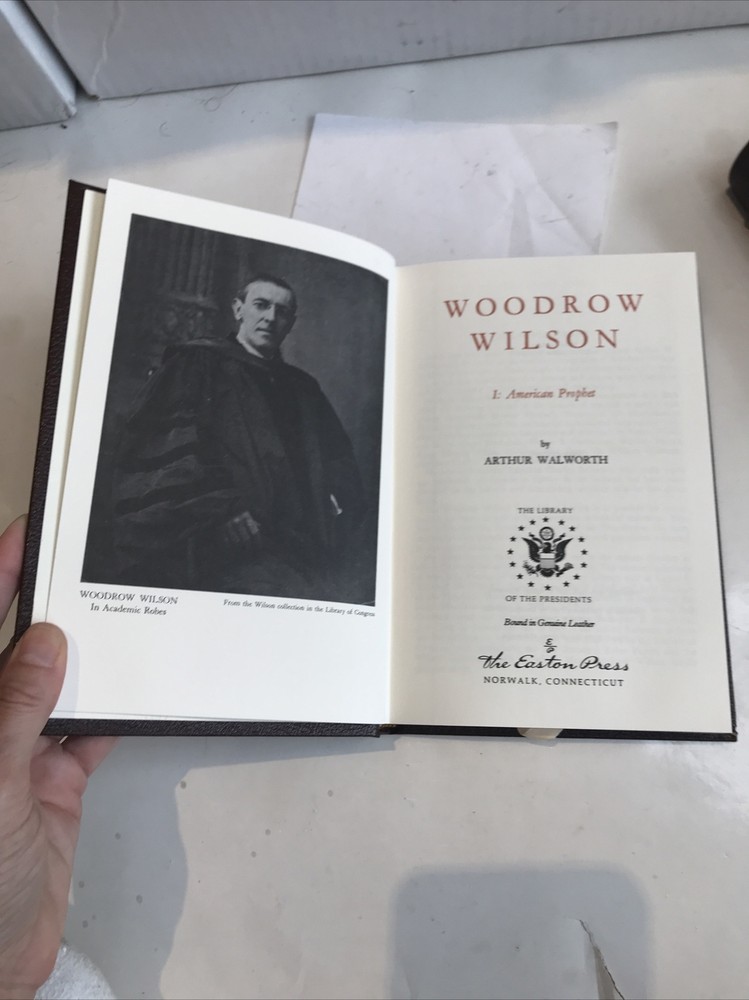 WOODROW WILSON
In Academic Robes
From the Wilson collection in the Library of Congress
WOODROW
WILSON
I: American Prophet
by
ARTHUR WALWORTH
THE LIBRARY
OF THE PRESIDENTS
Bound in Genuine Leather
E/P
The Easton Press
NORWALK, CONNECTICUT